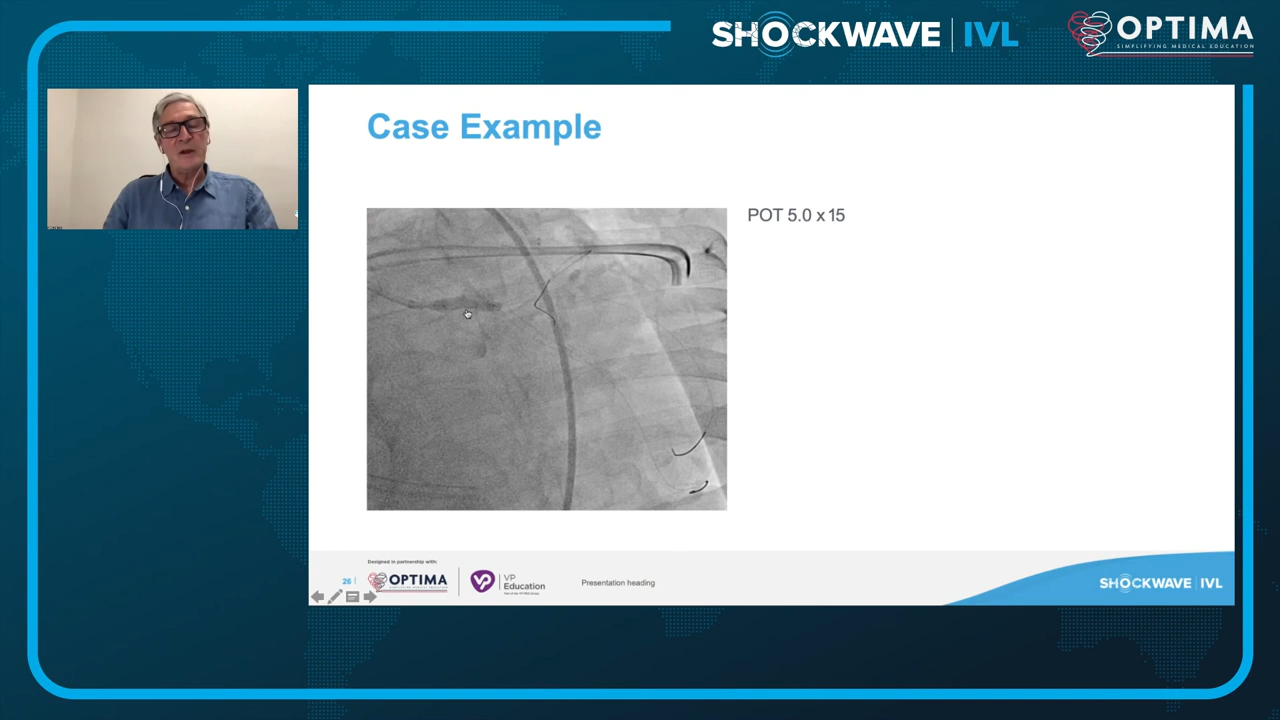 SHOCKWAVE | IVL
OPTIMA
SIMPLIFYING MEDICAL EDUCATION
Case Example
POT 5.0 x 15
Designed in partnership with:
26 |
OPTIMA
VP
Education
Presentation heading
SHOCKWAVE | IVL